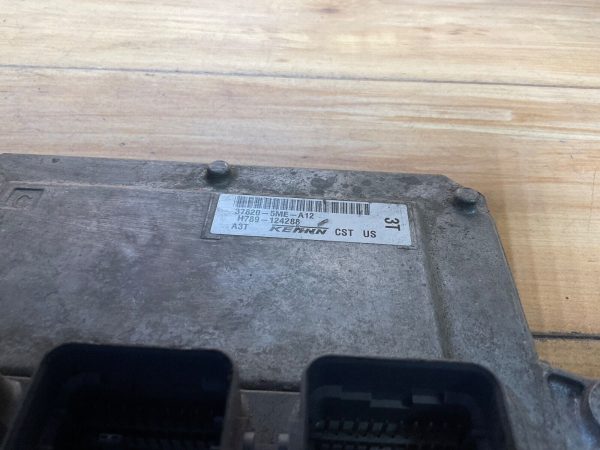 C
37820-5ME-A12
H789-124288
A3T KEIHIN CST US
3T